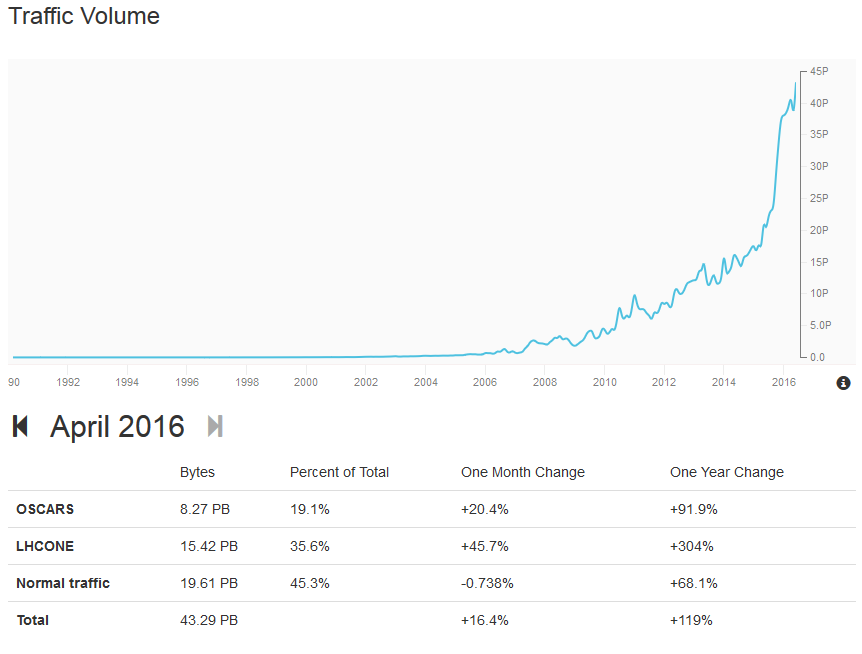 Traffic Volume
45P
40P
35P
30P
25P
20P
15P
10P
5.0P
0.0
90 1992 1994 1996 1998 2000 2002 2004 2006 2008 2010 2012 2014 2016
April 2016
Bytes Percent of Total One Month Change One Year Change
OSCARS 8.27 PB 19.1% +20.4% +91.9%
LHCONE 15.42 PB 35.6% +45.7% +304%
Normal traffic 19.61 PB 45.3% -0.738% +68.1%
Total 43.29 PB +16.4% +119%